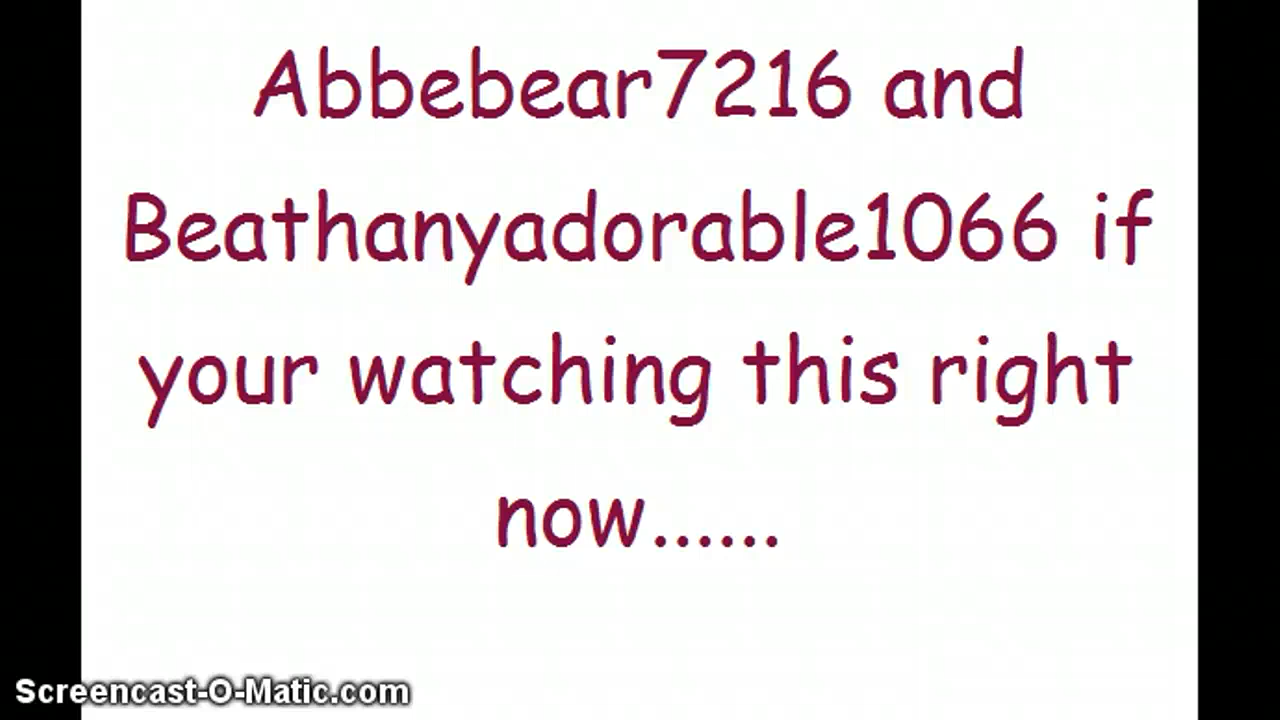 Abbebear7216 and
Beathanyadorable1066 if
your watching this right
now......
Screencast-O-Matic.com